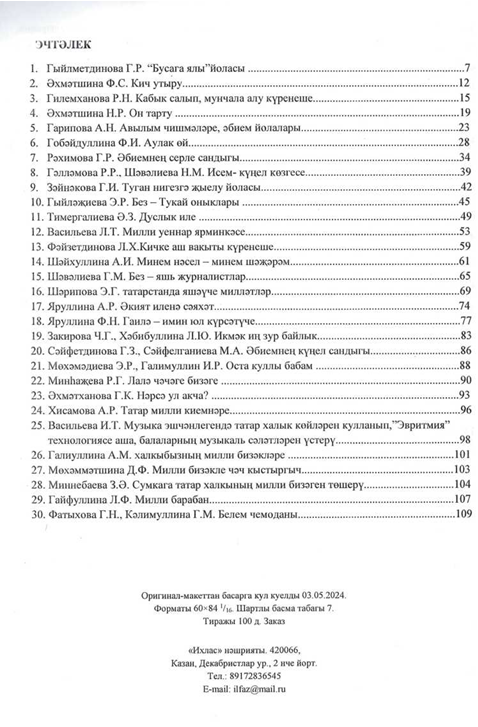 ЭЧТӘЛЕК
1. Гыйлметдинова Г.Р. “Бусага ялы”йоласы ........ 7
2. Әхмәтшина Ф.С. Кич утыру ........ 12
3. Гилемханова Р.Н. Кабык салып, мунчала алу күренеше ........ 15
4. Әхмәтшина Н.Р. Он тарту ........ 19
5. Гарипова А.Н. Авылым чишмәләре, әбием йолалары ........ 23
6. Гобәйдуллина Ф.И. Аулак өй ........ 28
7. Рәхимова Г.Р. Әбиемнең серле сандыгы ........ 34
8. Гәлләмова Р.Р., Шәвәлиева Н.М. Исем- күңел көзгесе ........ 39
9. Зәйнәкова Г.И. Туган нигезгә җыелу йоласы ........ 42
10. Гыйләҗиева Э.Р. Без – Тукай оныклары ........ 45
11. Тимергалиева Ә.З. Дуслык иле ........ 49
12. Васильева Л.Т. Милли уеннар ярминкәсе ........ 53
13. Фәйзетдинова Л.Х.Кичке аш вакыты күренеше ........ 59
14. Шәйхуллина А.И. Минем нәсел – минем шәҗәрәм ........ 61
15. Шәвәлиева Г.М. Без – яшь журналистлар ........ 65
16. Шәрипова Э.Г. татарстанда яшәүче милләтләр ........ 69
17. Яруллина А.Р. Әкият иленә сәяхәт ........ 74
18. Яруллина Ф.Н. Гаилә – имин юл күрсәтүче ........ 77
19. Закирова Ч.Г., Хәбибуллина Л.Ю. Икмәк иң зур байлык ........ 83
20. Сәйфетдинова Г.З., Сәйфелганиева М.А. Әбиемнең күңел сандыгы ........ 86
21. Мөхәмәдиева Э.Р., Галимуллин И.Р. Оста куллы бабам ........ 88
22. Минһаҗева Р.Г. Лалә чәчәге бизәге ........ 90
23. Әхмәтханова Г.К. Нәрсә ул акча? ........ 93
24. Хисамова А.Р. Татар милли киемнәре ........ 96
25. Васильева И.Т. Музыка эшчәнлегендә татар халык көйләрен кулланып,”Эвритмия”
технологиясе аша, балаларның музыкаль сәләтләрен үстерү ........ 98
26. Галиуллина А.М. халкыбызның милли бизәкләре ........ 101
27. Мөхәммәтшина Д.Ф. Милли бизәкле чәч кыстыргыч ........ 103
28. Миннебаева З.Ә. Сумкага татар халкының милли бизәген төшерү ........ 104
29. Гайфуллина Л.Ф. Милли барабан ........ 107
30. Фатыхова Г.Н., Кәлимуллина Г.М. Белем чемоданы ........ 109
Оригинал-макеттан басарга кул куелды 03.05.2024.
Форматы 60×84 1/16. Шартлы басма табагы 7.
Тиражы 100 д. Заказ
«Ихлас» нәшрияты. 420066,
Казан, Декабристлар ур., 2 нче йорт.
Тел.: 89172836545
E-mail: ilfaz@mail.ru